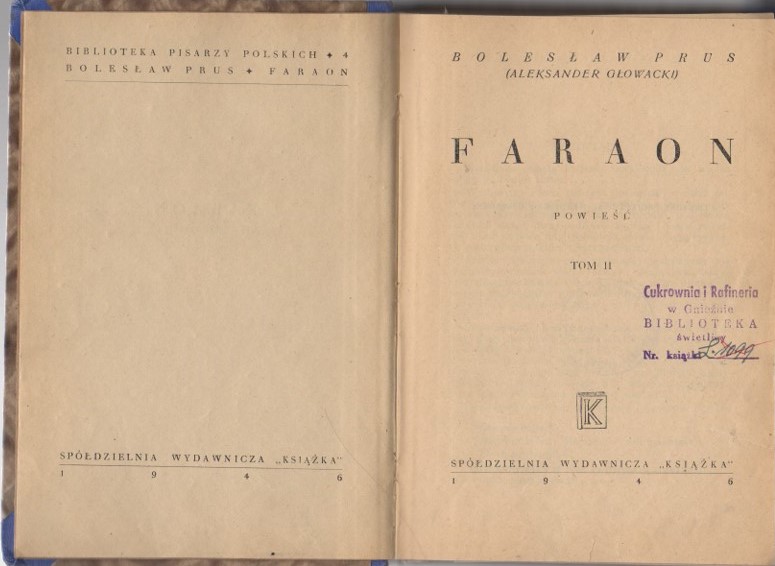 BIBLIOTEKA PISARZY POLSKICH ✦ 4
BOLESŁAW PRUS ✦ FARAON
SPÓŁDZIELNIA WYDAWNICZA „KSIĄŻKA"
1 9 4 6
BOLESŁAW PRUS
(ALEKSANDER GŁOWACKI)
FARAON
POWIEŚĆ
TOM II
Cukrownia i Rafineria
w Gnieźnie
BIBLIOTEKA
świetlicy
Nr. książki 1099
K
SPÓŁDZIELNIA WYDAWNICZA „KSIĄŻKA"
1 9 4 6